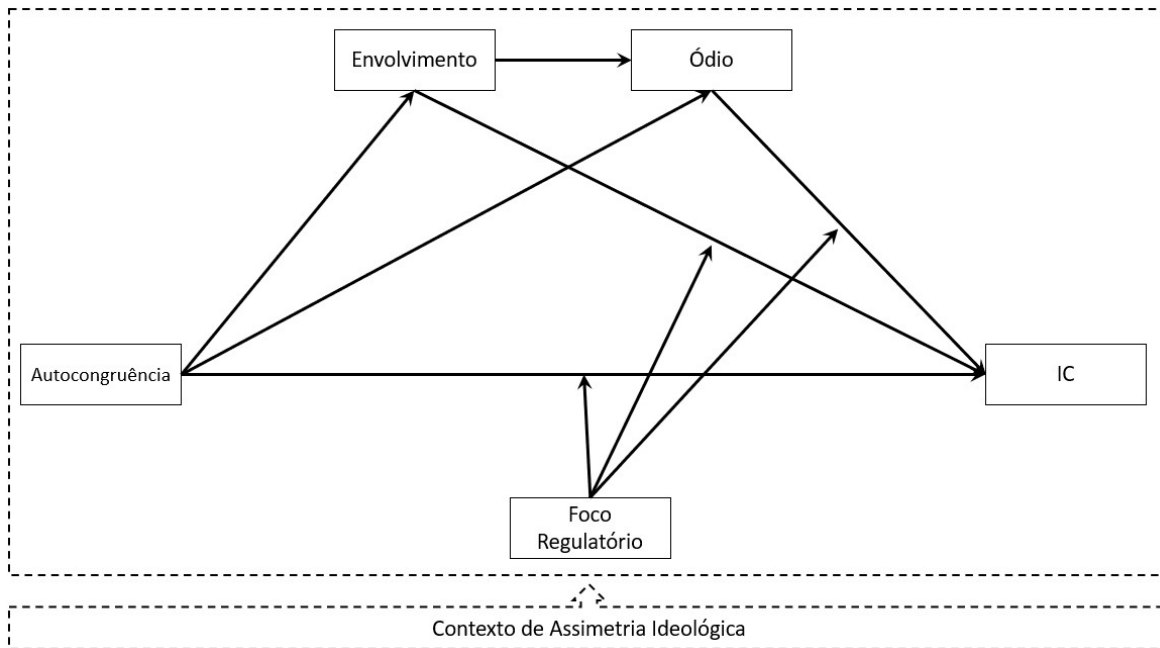 Envolvimento
Ódio
Autocongruência
IC
Foco
Regulatório
Contexto de Assimetria Ideológica